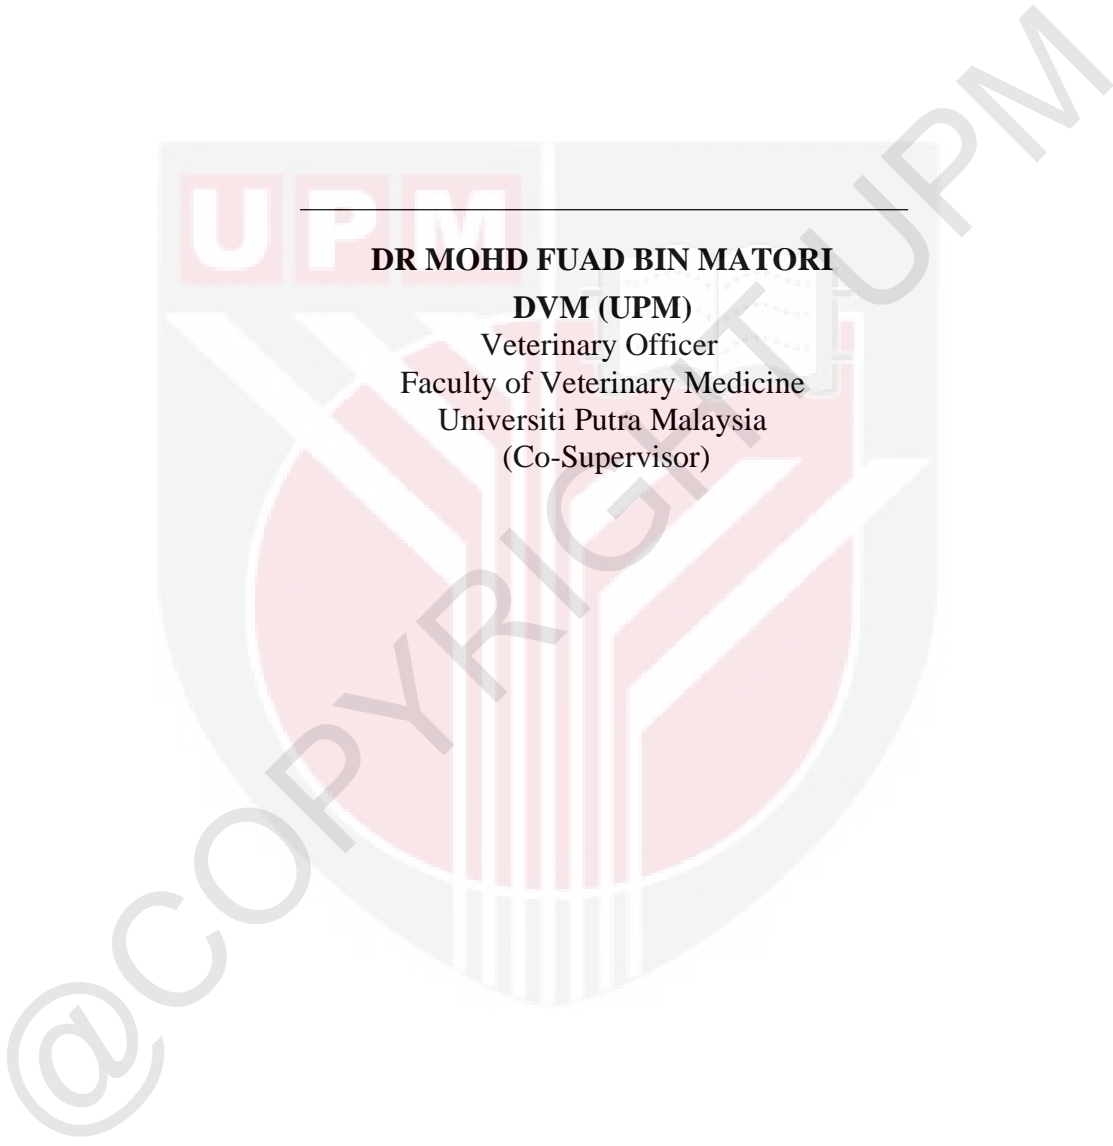 UPM
DR MOHD FUAD BIN MATORI
DVM (UPM)
Veterinary Officer
Faculty of Veterinary Medicine
Universiti Putra Malaysia
(Co-Supervisor)
@COPYRIGHT UPM